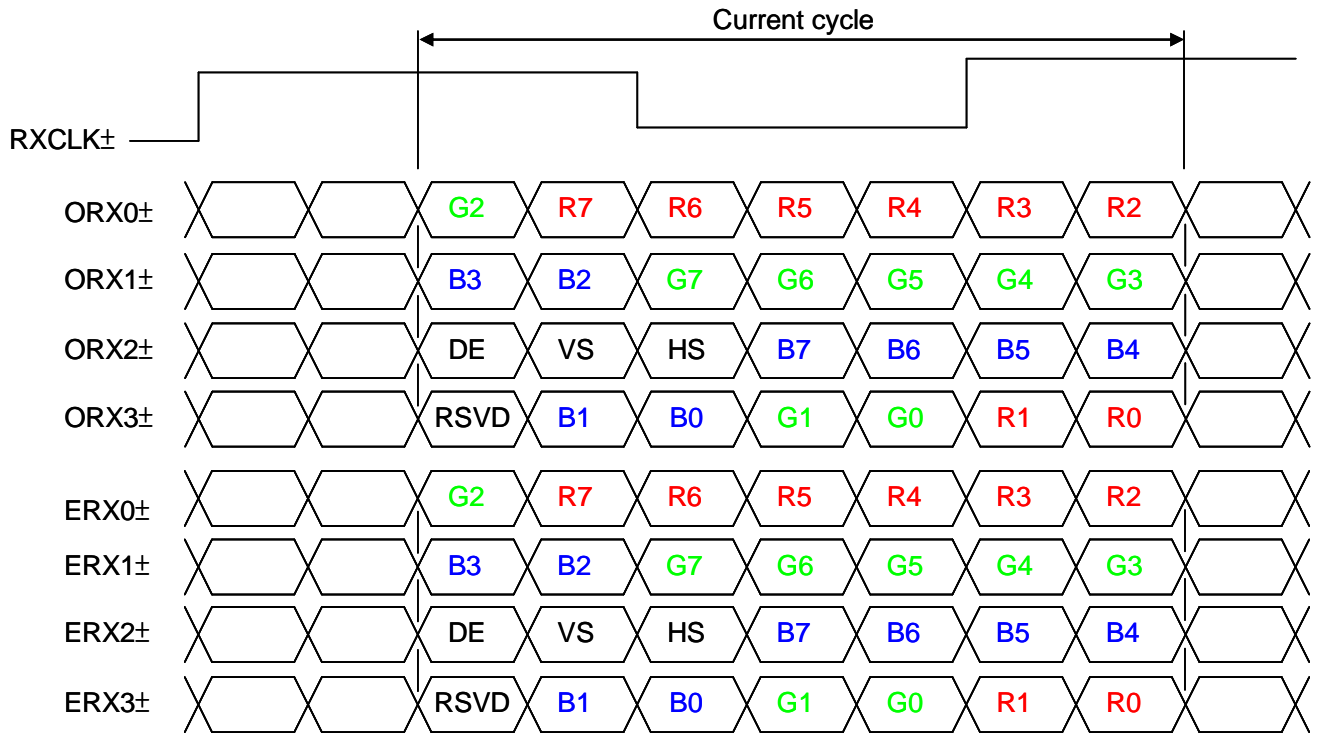 Current cycle
RXCLK±
ORX0± G2 R7 R6 R5 R4 R3 R2
ORX1± B3 B2 G7 G6 G5 G4 G3
ORX2± DE VS HS B7 B6 B5 B4
ORX3± RSVD B1 B0 G1 G0 R1 R0
ERX0± G2 R7 R6 R5 R4 R3 R2
ERX1± B3 B2 G7 G6 G5 G4 G3
ERX2± DE VS HS B7 B6 B5 B4
ERX3± RSVD B1 B0 G1 G0 R1 R0